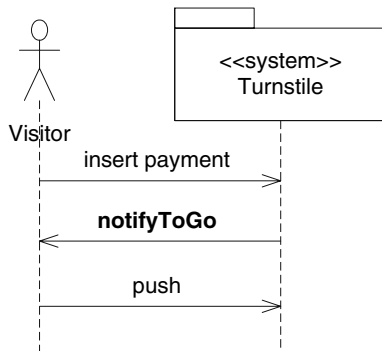 <<system>>
Turnstile
Visitor
insert payment
notifyToGo
push